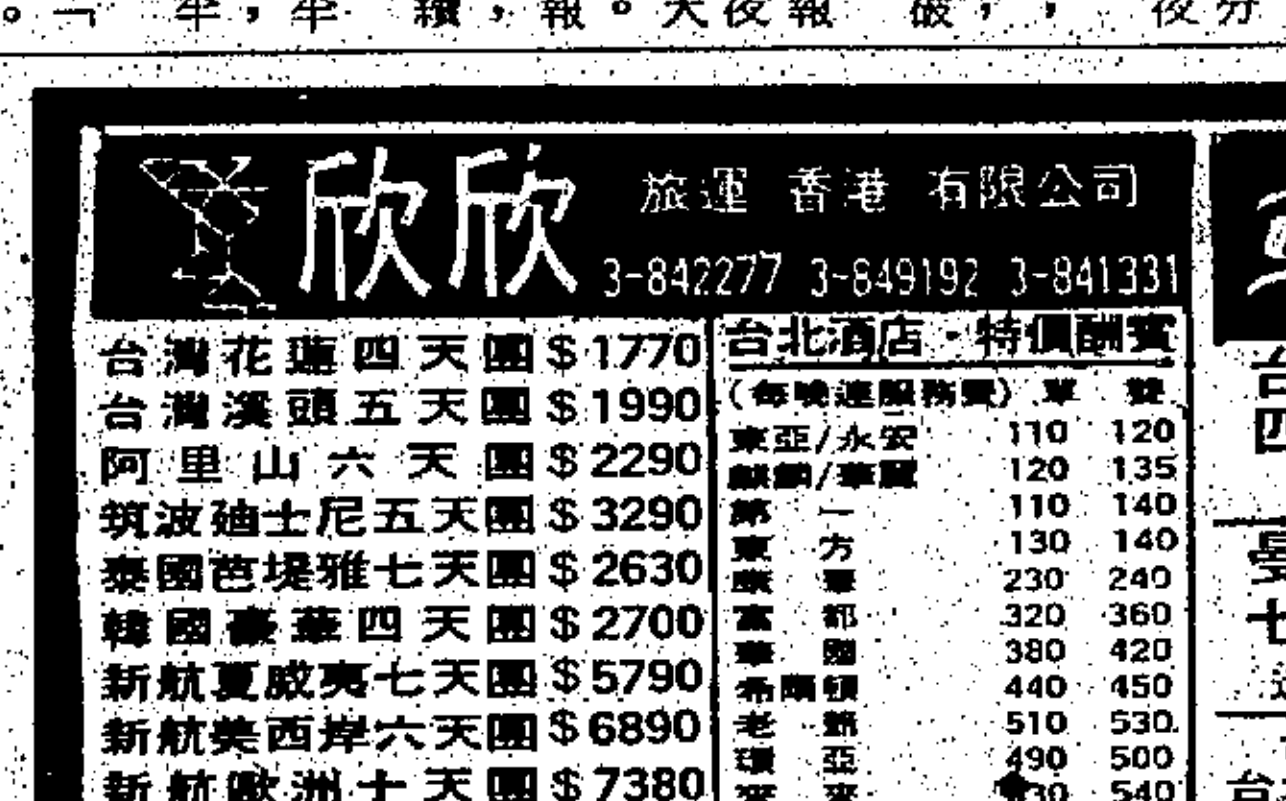 欣欣 旅運 香港 有限公司
3-842277 3-849192 3-841331
台灣花蓮四天團 $1770
台灣溪頭五天團 $1990
阿里山六天團 $2290
筑波廸士尼五天團 $3290
泰國芭堤雅七天團 $2630
韓國豪華四天團 $2700
新航夏威夷七天團 $5790
新航美西岸六天團 $6890
新航歐洲十天團 $7380
台北酒店·特價酬賓
(每晚連服務費) 單 雙
東亞/永安 110 120
麒麟/華麗 120 135
第一 110 140
東方 130 140
康華 230 240
富都 320 360
華國 380 420
希爾頓 440 450
老爺 510 530
環亞 490 500
來來 540